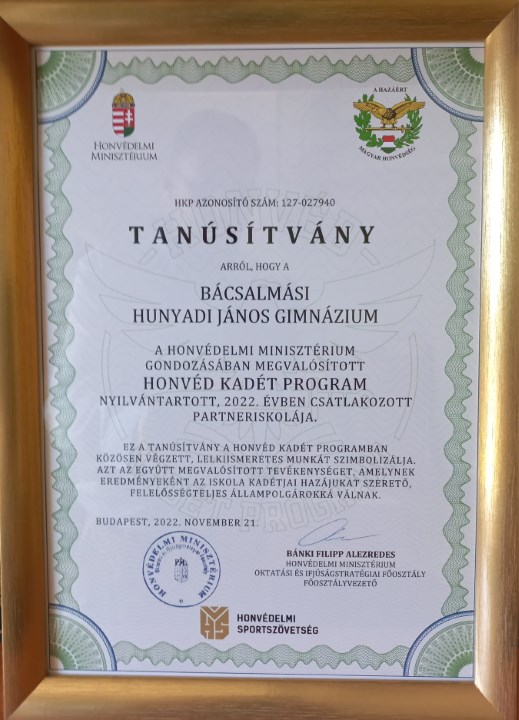 HONVÉDELMI
MINISZTÉRIUM
A HAZÁÉRT
MAGYAR HONVÉDSÉG
HKP AZONOSÍTÓ SZÁM: 127-027940
TANÚSÍTVÁNY
ARRÓL, HOGY A
BÁCSALMÁSI
HUNYADI JÁNOS GIMNÁZIUM
A HONVÉDELMI MINISZTÉRIUM
GONDOZÁSÁBAN MEGVALÓSÍTOTT
HONVÉD KADÉT PROGRAM
NYILVÁNTARTOTT, 2022. ÉVBEN CSATLAKOZOTT
PARTNERISKOLÁJA.
EZ A TANÚSÍTVÁNY A HONVÉD KADÉT PROGRAMBAN
KÖZÖSEN VÉGZETT, LELKIISMERETES MUNKÁT SZIMBOLIZÁLJA.
AZT AZ EGYÜTT MEGVALÓSÍTOTT TEVÉKENYSÉGET, AMELYNEK
EREDMÉNYEKÉNT AZ ISKOLA KADÉTJAI HAZÁJUKAT SZERETŐ,
FELELŐSSÉGTELJES ÁLLAMPOLGÁROKKÁ VÁLNAK.
BUDAPEST, 2022. NOVEMBER 21.
BÁNKI FILIPP ALEZREDES
HONVÉDELMI MINISZTÉRIUM
OKTATÁSI ÉS IFJÚSÁGSTRATÉGIAI FŐOSZTÁLY
FŐOSZTÁLYVEZETŐ
HONVÉDELMI MINISZTÉRIUM
HONVÉDELMI
SPORTSZÖVETSÉG